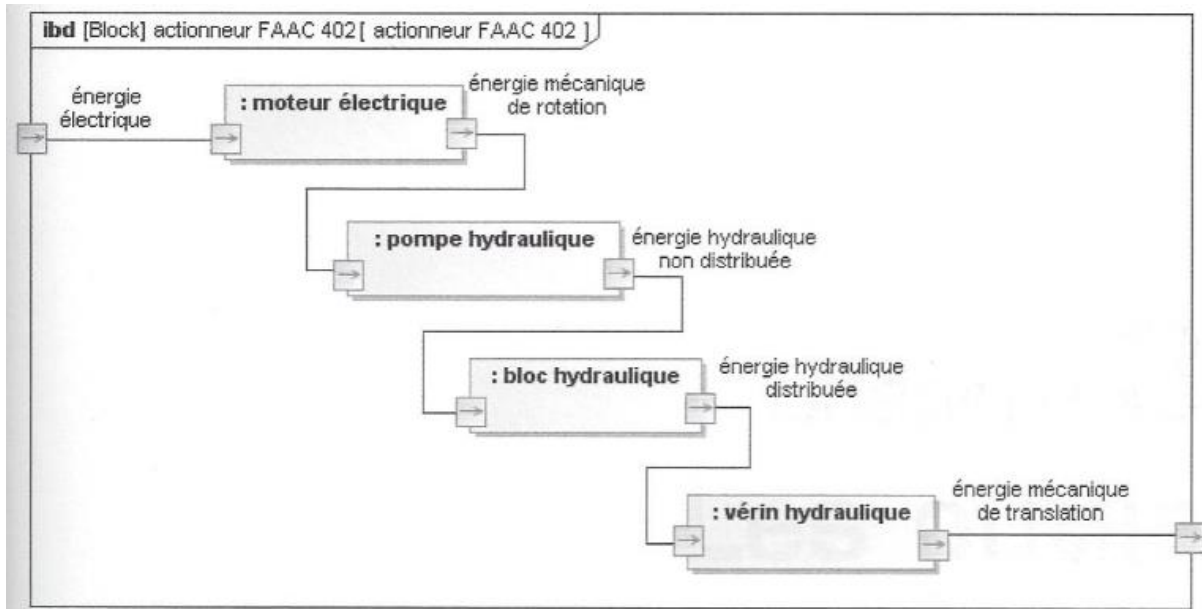 ibd [Block] actionneur FAAC 402[ actionneur FAAC 402 ]
énergie
électrique
: moteur électrique
énergie mécanique
de rotation
: pompe hydraulique
énergie hydraulique
non distribuée
: bloc hydraulique
énergie hydraulique
distribuée
: vérin hydraulique
énergie mécanique
de translation